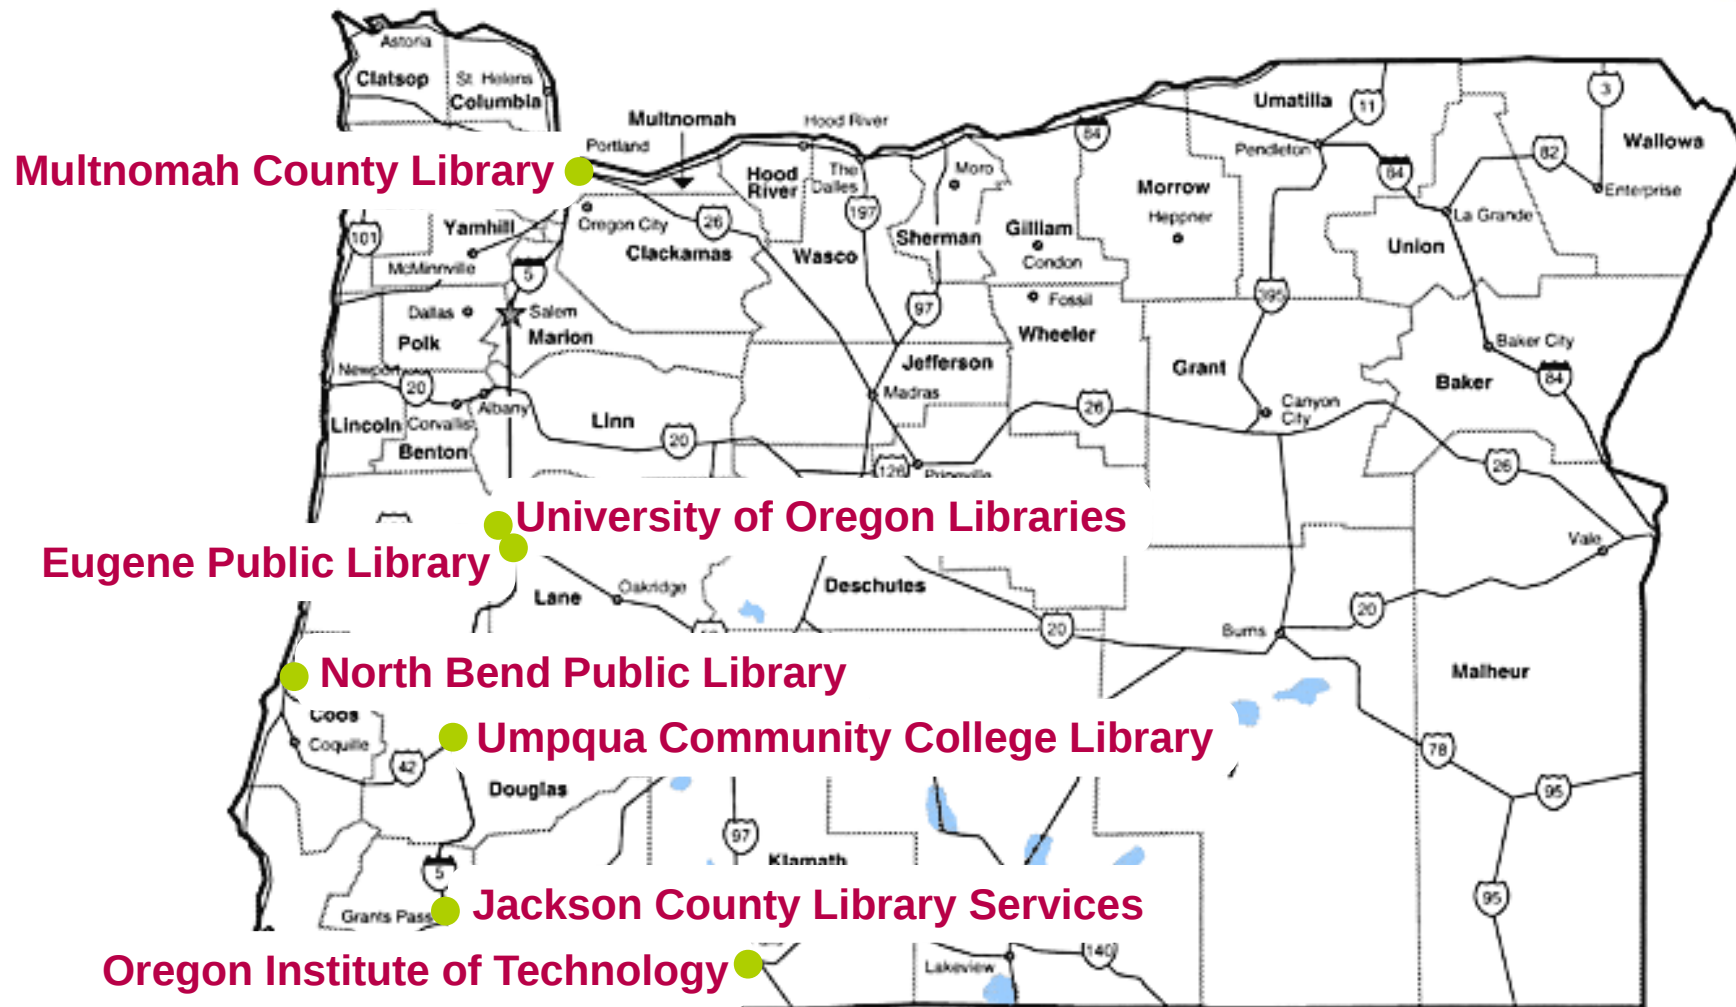 Astoria
Clatsop
St Helens
Columbia
Multnomah
Hood River
Portland
Umatilla
11
3
84
Wallowa
Pendleton
82
Multnomah County Library
Hood
River
The
Dalles
Moro
84
Morrow
Enterprise
Heppner
La Grande
101
Yamhill
Oregon City
26
197
Clackamas
Wasco
Sherman
Gilliam
Condon
Union
McMinnville
5
Dallas
Salem
97
Fossil
395
Polk
Marion
Wheeler
Baker City
Newport
Jefferson
Grant
84
Baker
20
Albany
Madras
26
Canyon
City
Lincoln
Corvallis
Linn
20
Benton
126
Prineville
26
University of Oregon Libraries
Eugene Public Library
Vale
Lane
Oakridge
Deschutes
20
20
Burns
North Bend Public Library
Malheur
Coos
Coquille
Umpqua Community College Library
42
78
Douglas
95
97
Klamath
5
95
Grants Pass
Jackson County Library Services
140
Lakeview
Oregon Institute of Technology